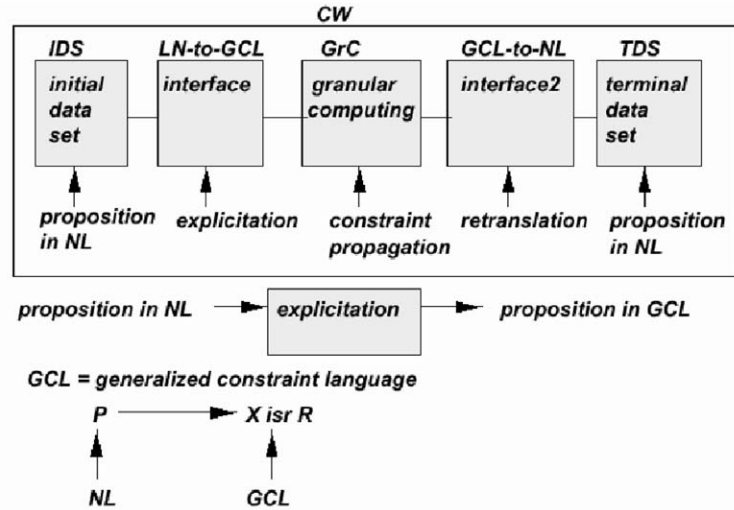 CW
IDS LN-to-GCL GrC GCL-to-NL TDS
initial data set
interface
granular computing
interface2
terminal data set
proposition in NL
explicitation
constraint propagation
retranslation
proposition in NL
proposition in NL explicitation proposition in GCL
GCL = generalized constraint language
P X isr R
NL GCL